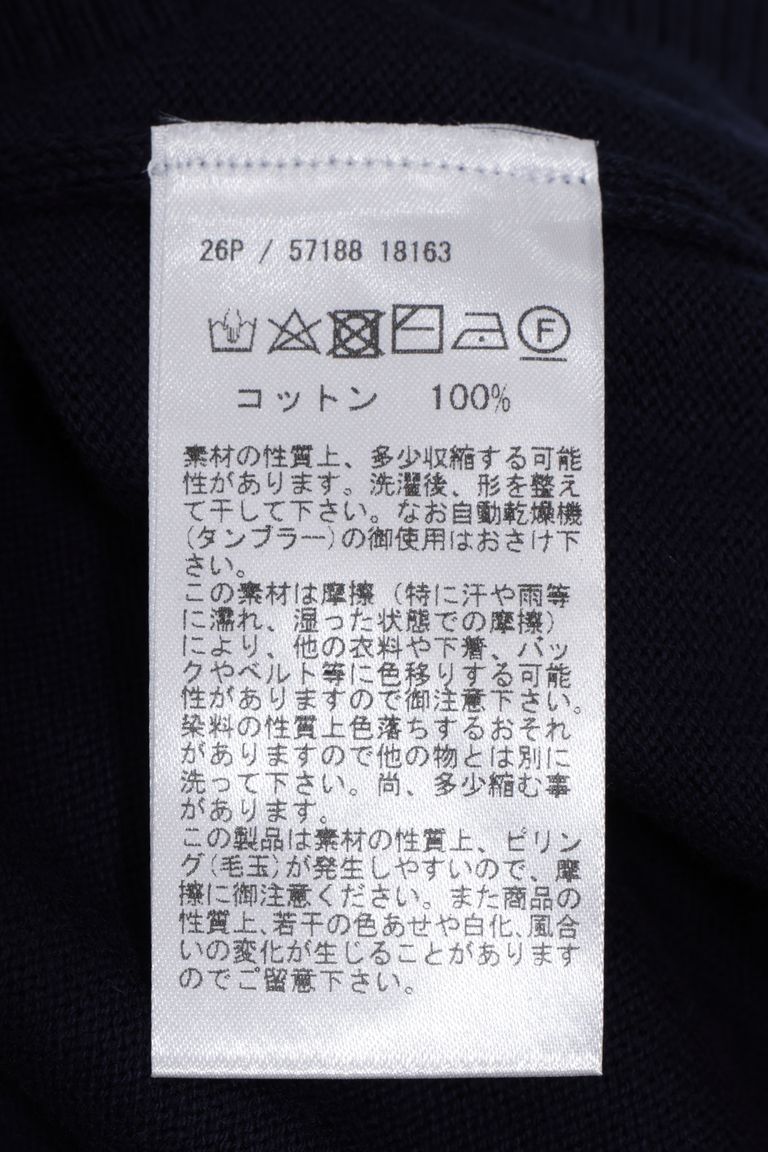 26P / 57188 18163
F
コットン 100%
素材の性質上、多少収縮する可能
性があります。洗濯後、形を整え
て干して下さい。なお自動乾燥機
(タンブラー)の御使用はおさけ下
さい。
この素材は摩擦(特に汗や雨等
に濡れ、湿った状態での摩擦)
により、他の衣料や下着、バッ
クやベルト等に色移りする可能
性がありますので御注意下さい。
染料の性質上色落ちするおそれ
がありますので他の物とは別に
洗って下さい。尚、多少縮む事
があります。
この製品は素材の性質上、ピリン
グ(毛玉)が発生しやすいので、摩
擦に御注意ください。また商品の
性質上、若干の色あせや白化、風合
いの変化が生じることがあります
のでご留意下さい。